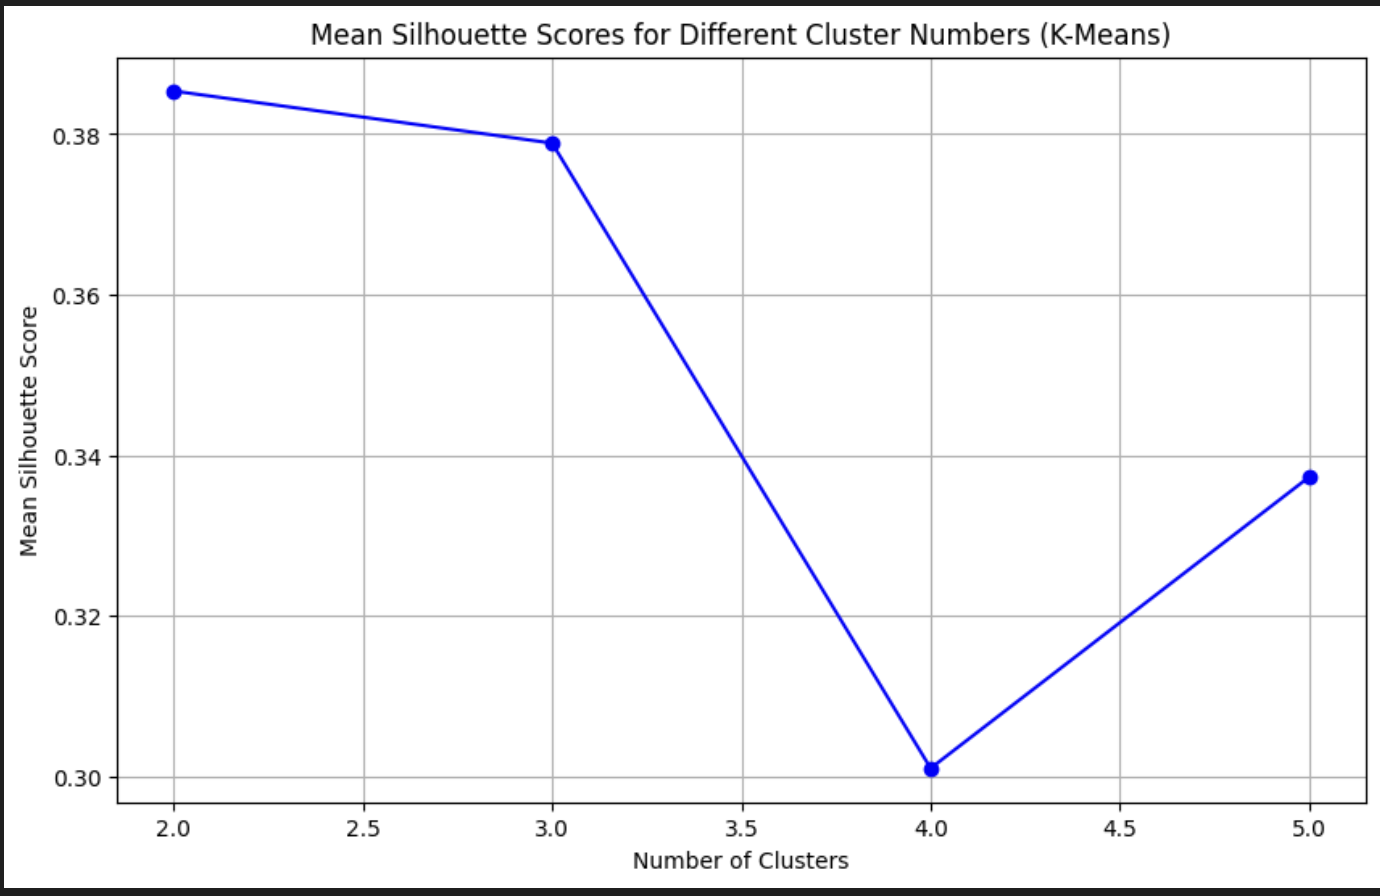 Mean Silhouette Scores for Different Cluster Numbers (K-Means)
Mean Silhouette Score
0.38
0.36
0.34
0.32
0.30
2.0 2.5 3.0 3.5 4.0 4.5 5.0
Number of Clusters